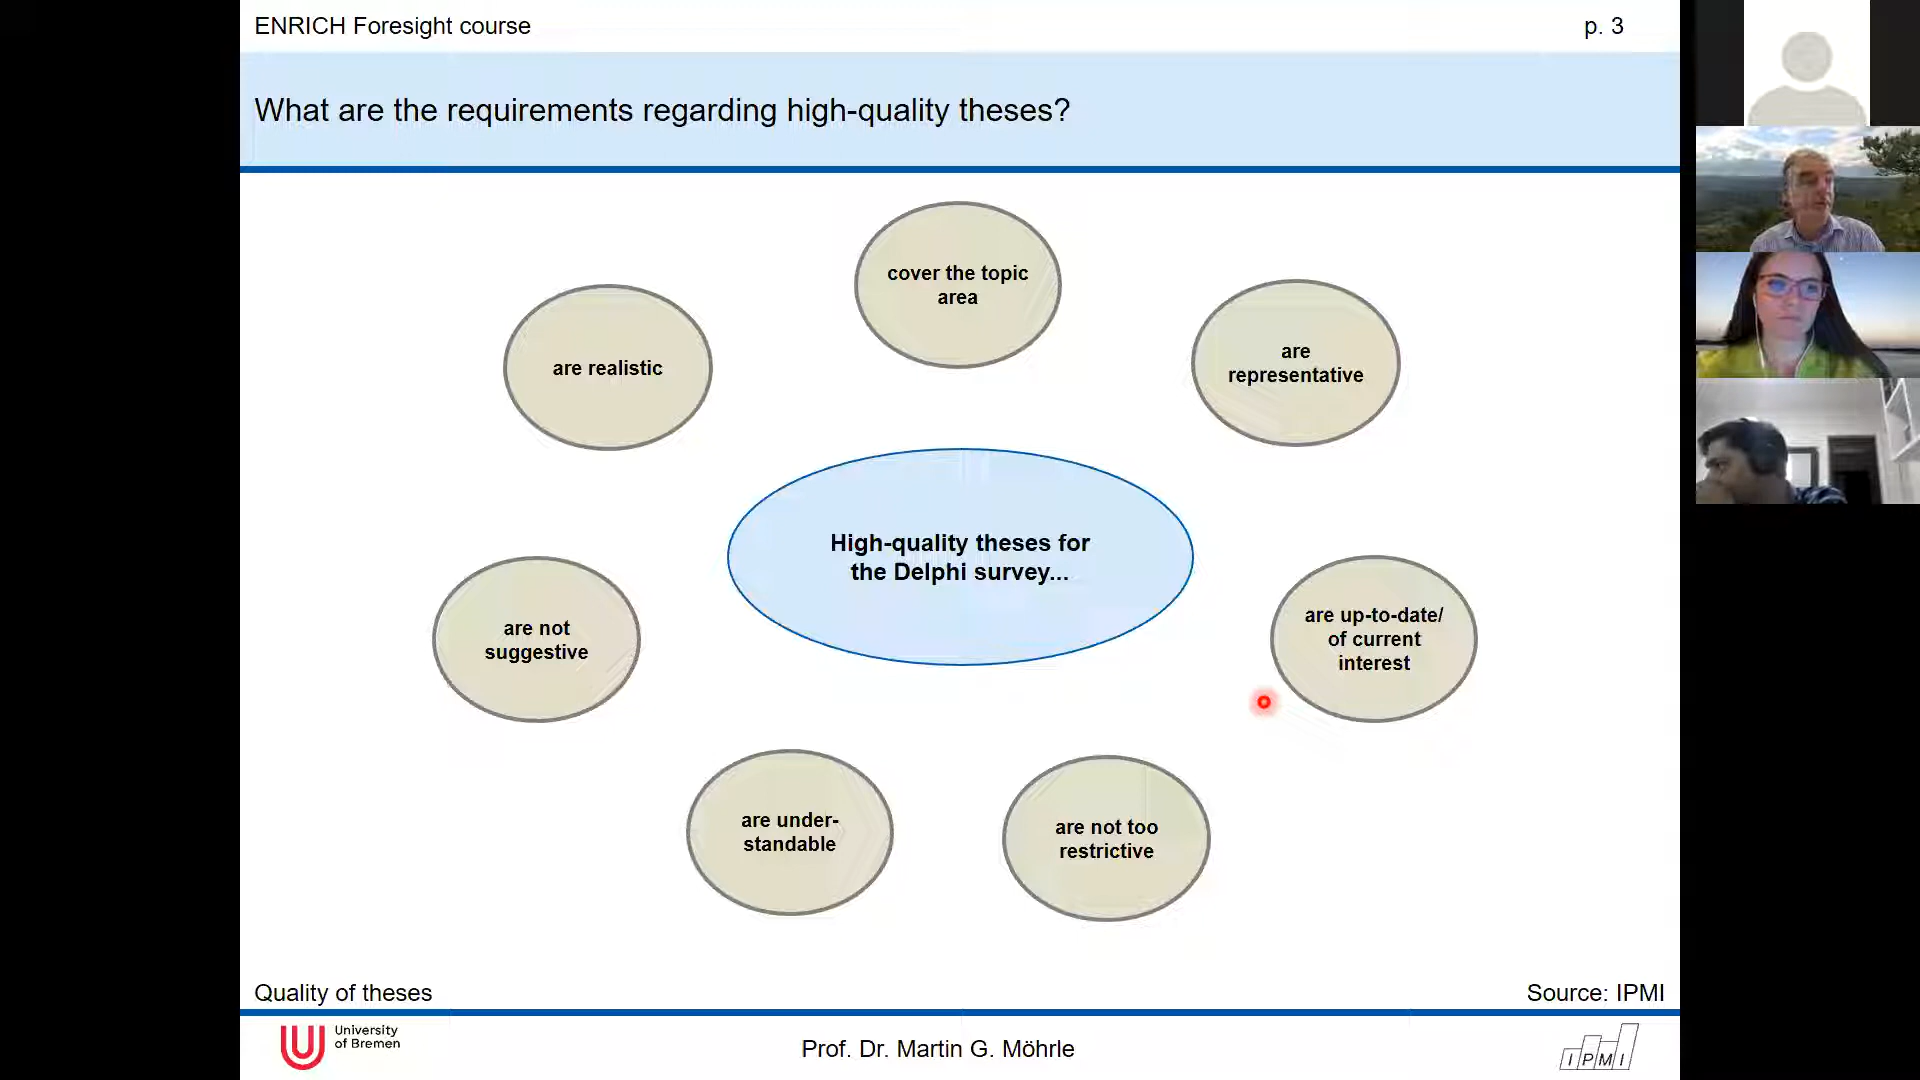 ENRICH Foresight course
p. 3
What are the requirements regarding high-quality theses?
cover the topic
area
are realistic
are
representative
High-quality theses for
the Delphi survey...
are not
suggestive
are up-to-date/
of current
interest
are under-
standable
are not too
restrictive
Quality of theses
Source: IPMI
University
of Bremen
Prof. Dr. Martin G. Möhrle
IPMI